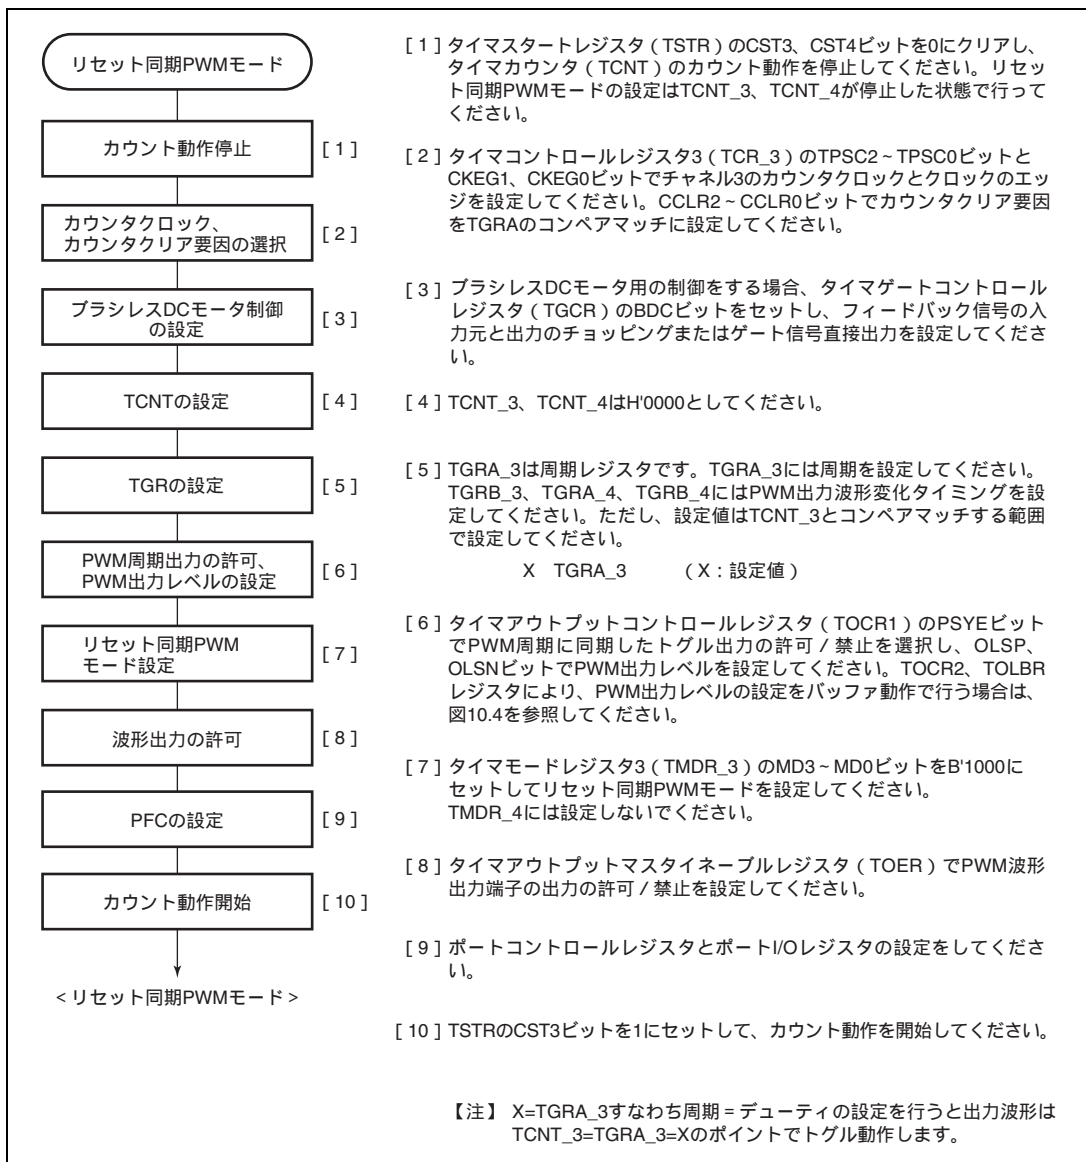 リセット同期PWMモード
カウント動作停止 [ 1 ]
カウンタクロック、
カウンタクリア要因の選択 [ 2 ]
ブラシレスDCモータ制御
の設定 [ 3 ]
TCNTの設定 [ 4 ]
TGRの設定 [ 5 ]
PWM周期出力の許可、
PWM出力レベルの設定 [ 6 ]
リセット同期PWM
モード設定 [ 7 ]
波形出力の許可 [ 8 ]
PFCの設定 [ 9 ]
カウント動作開始 [ 10 ]
<リセット同期PWMモード>
[ 1 ] タイマスタートレジスタ(TSTR)のCST3、CST4ビットを0にクリアし、
タイマカウンタ(TCNT)のカウント動作を停止してください。リセッ
ト同期PWMモードの設定はTCNT_3、TCNT_4が停止した状態で行って
ください。
[ 2 ] タイマコントロールレジスタ3(TCR_3)のTPSC2~TPSC0ビットと
CKEG1、CKEG0ビットでチャネル3のカウンタクロックとクロックのエッ
ジを設定してください。CCLR2~CCLR0ビットでカウンタクリア要因
をTGRAのコンペアマッチに設定してください。
[ 3 ] ブラシレスDCモータ用の制御をする場合、タイマゲートコントロール
レジスタ(TGCR)のBDCビットをセットし、フィードバック信号の入
力元と出力のチョッピングまたはゲート信号直接出力を設定してくださ
い。
[ 4 ] TCNT_3、TCNT_4はH'0000としてください。
[ 5 ] TGRA_3は周期レジスタです。TGRA_3には周期を設定してください。
TGRB_3、TGRA_4、TGRB_4にはPWM出力波形変化タイミングを設
定してください。ただし、設定値はTCNT_3とコンペアマッチする範囲
で設定してください。
X TGRA_3 (X:設定値)
[ 6 ] タイマアウトプットコントロールレジスタ(TOCR1)のPSYEビット
でPWM周期に同期したトグル出力の許可/禁止を選択し、OLSP、
OLSNビットでPWM出力レベルを設定してください。TOCR2、TOLBR
レジスタにより、PWM出力レベルの設定をバッファ動作で行う場合は、
図10.4を参照してください。
[ 7 ] タイマモードレジスタ3(TMDR_3)のMD3~MD0ビットをB'1000に
セットしてリセット同期PWMモードを設定してください。
TMDR_4には設定しないでください。
[ 8 ] タイマアウトプットマスタイネーブルレジスタ(TOER)でPWM波形
出力端子の出力の許可/禁止を設定してください。
[ 9 ] ポートコントロールレジスタとポートI/Oレジスタの設定をしてくださ
い。
[ 10 ] TSTRのCST3ビットを1にセットして、カウント動作を開始してください。
【注】 X=TGRA_3すなわち周期=デューティの設定を行うと出力波形は
TCNT_3=TGRA_3=Xのポイントでトグル動作します。